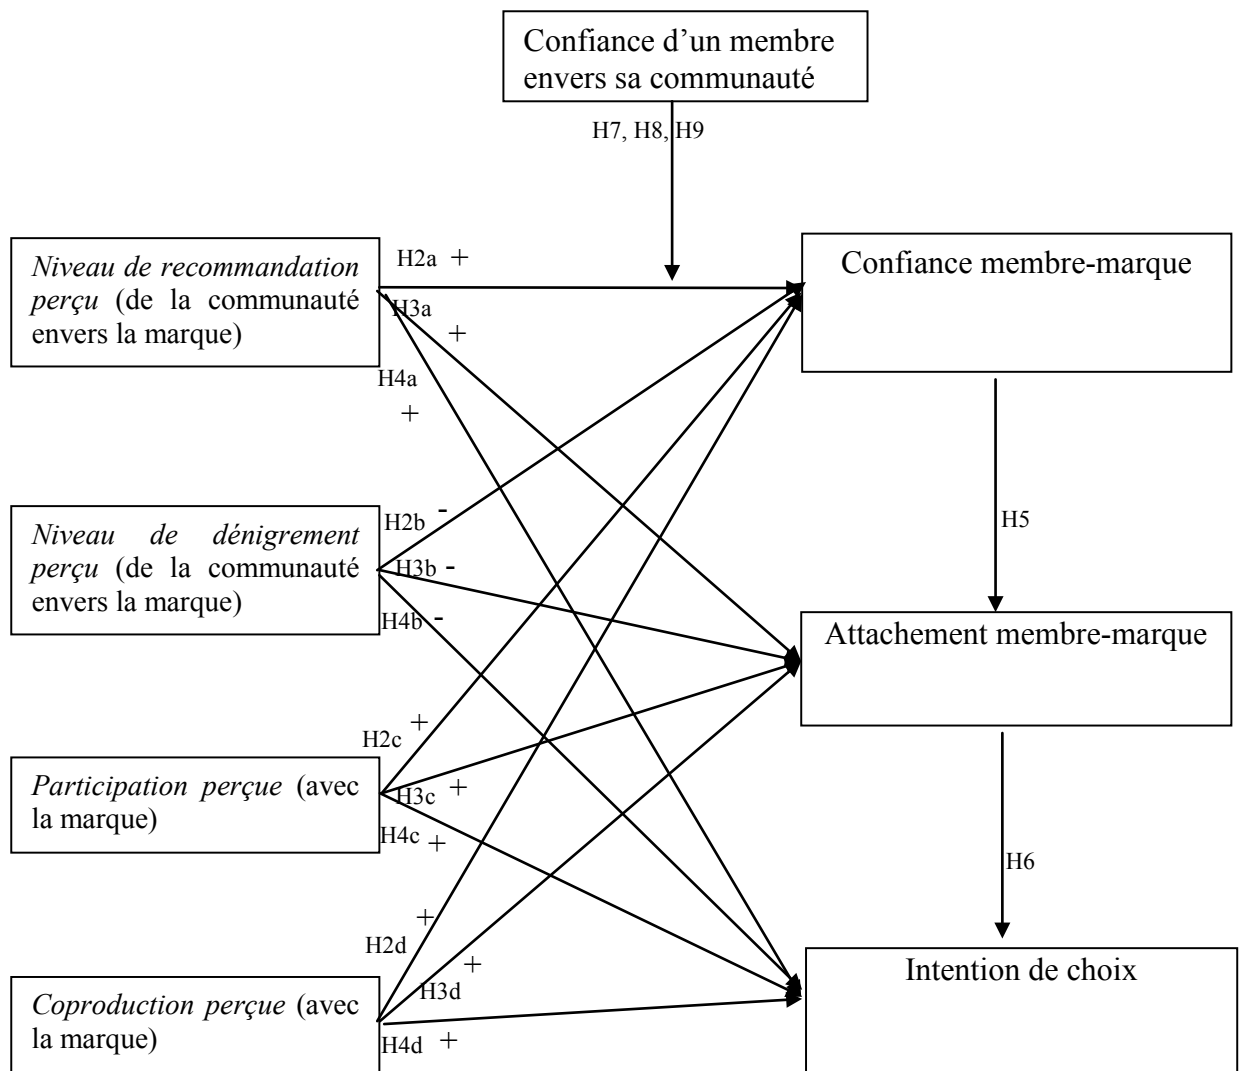 Confiance d’un membre
envers sa communauté
H7, H8, H9
Niveau de recommandation
perçu (de la communauté
envers la marque)
H2a +
H3a
+
H4a
+
Confiance membre-marque
Niveau de dénigrement
perçu (de la communauté
envers la marque)
H2b -
H3b -
H4b -
H5
Attachement membre-marque
Participation perçue (avec
la marque)
H2c +
H3c +
H4c +
H6
Coproduction perçue (avec
la marque)
H2d +
H3d +
H4d +
Intention de choix